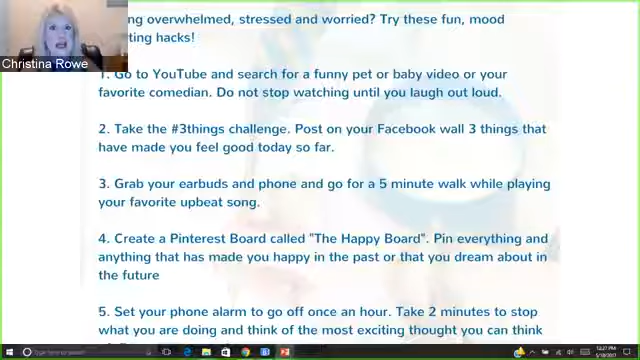 ng overwhelmed, stressed and worried? Try these fun, mood
ting hacks!
Christina Rowe
1. Go to YouTube and search for a funny pet or baby video or your
favorite comedian. Do not stop watching until you laugh out loud.
2. Take the #3things challenge. Post on your Facebook wall 3 things that
have made you feel good today so far.
3. Grab your earbuds and phone and go for a 5 minute walk while playing
your favorite upbeat song.
4. Create a Pinterest Board called "The Happy Board". Pin everything and
anything that has made you happy in the past or that you dream about in
the future
5. Set your phone alarm to go off once an hour. Take 2 minutes to stop
what you are doing and think of the most exciting thought you can think
12:27 PM
5/18/2017